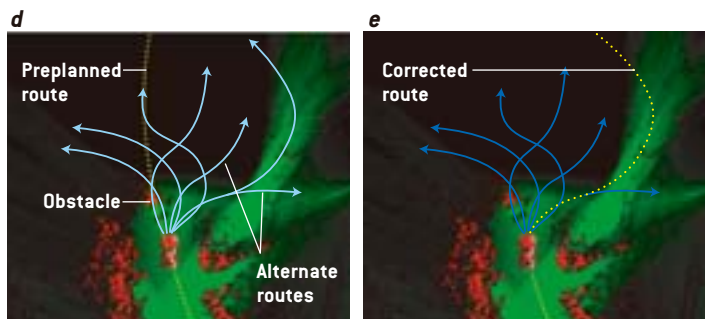 d
Preplanned
route
Obstacle
Alternate
routes
e
Corrected
route